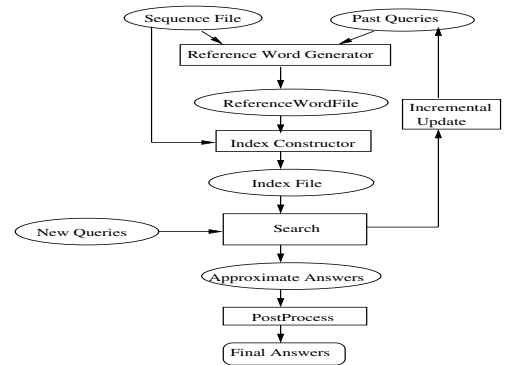 Sequence File
Past Queries
Reference Word Generator
ReferenceWordFile
Incremental
Update
Index Constructor
Index File
New Queries
Search
Approximate Answers
PostProcess
Final Answers